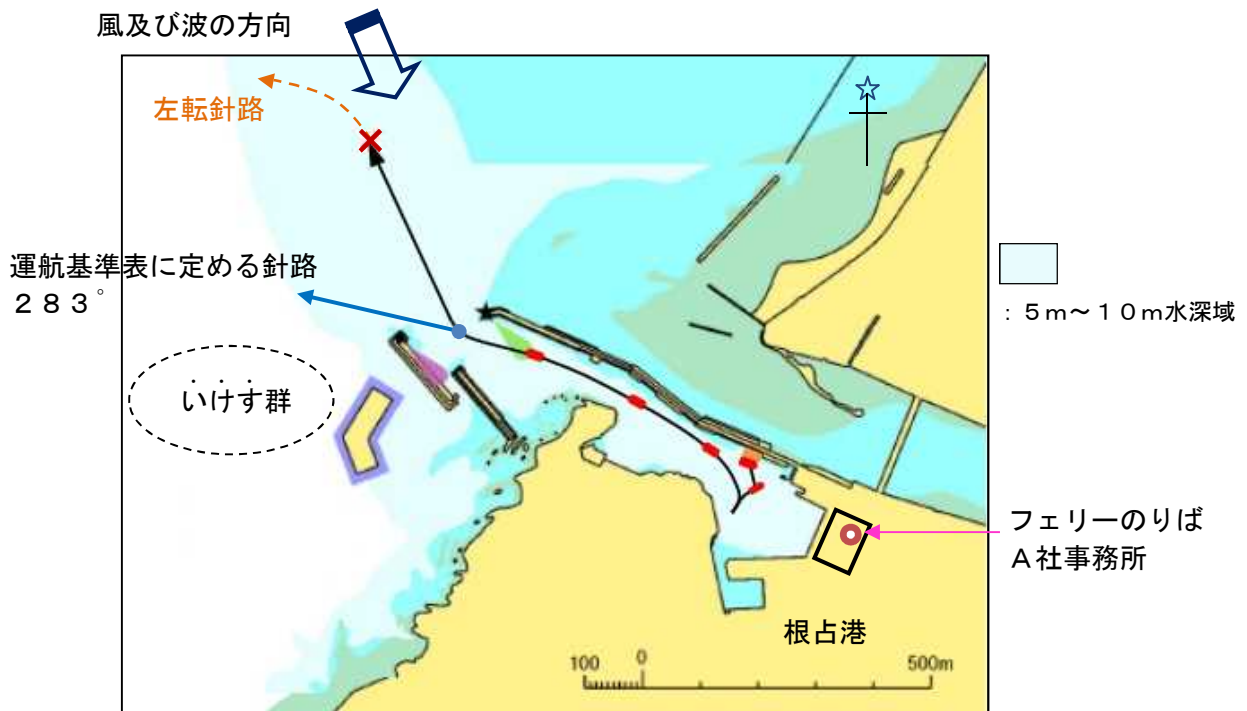 風及び波の方向
左転針路
運航基準表に定める針路
２８３°
：５ｍ～１０ｍ水深域
いけす群
フェリーのりば
Ａ社事務所
根占港
100 0 500m